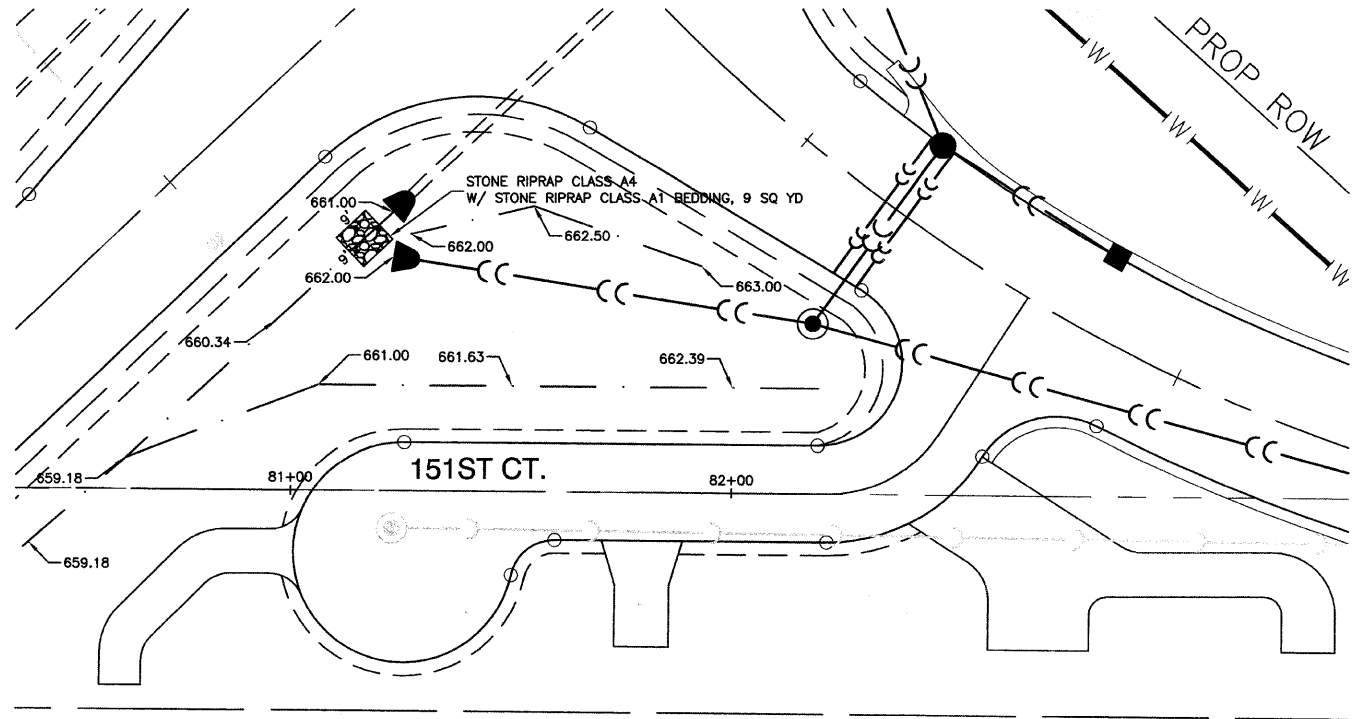 PROP ROW
W
W
W
W
STONE RIPRAP CLASS A4
W/ STONE RIPRAP CLASS A1 BEDDING, 9 SQ YD
661.00
9'
9'
662.00
662.50
662.00
663.00
660.34
661.00
661.63
662.39
659.18
81+00
151ST CT.
82+00
659.18